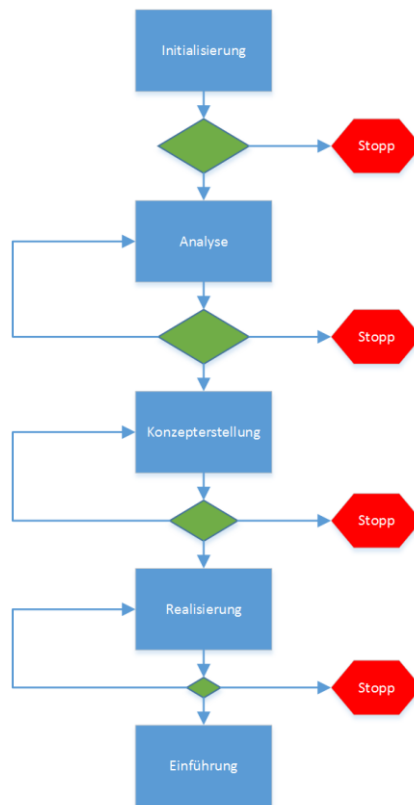 Initialisierung
Stopp
Analyse
Stopp
Konzepterstellung
Stopp
Realisierung
Stopp
Einführung